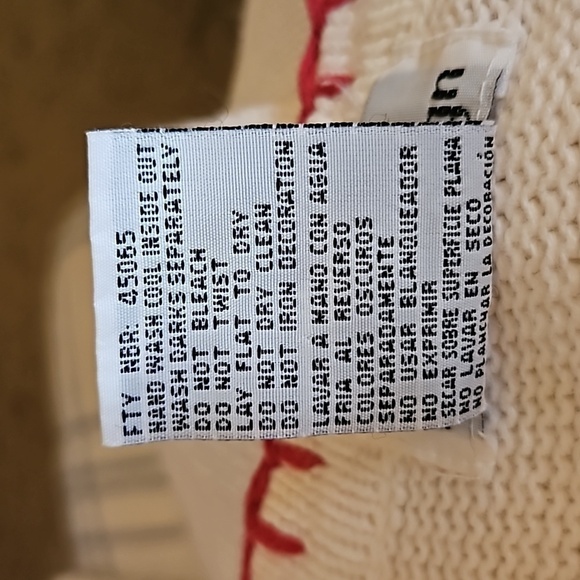 FTY NBR: 45065
HAND WASH COOL INSIDE OUT
WASH DARKS SEPARATELY
DO NOT BLEACH
DO NOT TWIST
LAY FLAT TO DRY
DO NOT DRY CLEAN
DO NOT IRON DECORATION
LAVAR A MANO CON AGUA
FRIA AL REVERSO
COLORES OSCUROS
SEPARADAMENTE
NO USAR BLANQUEADOR
NO EXPRIMIR
SECAR SOBRE SUPERFICIE PLANA
NO LAVAR EN SECO
NO PLANCHAR LA DECORACIÓN